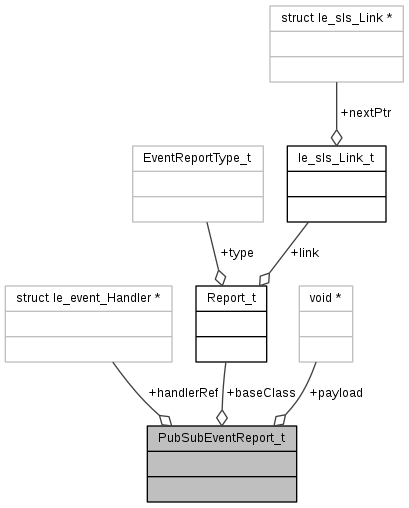 struct le_sls_Link *
+nextPtr
EventReportType_t
le_sls_Link_t
+type
+link
struct le_event_Handler *
Report_t
void *
+handlerRef
+baseClass
+payload
PubSubEventReport_t